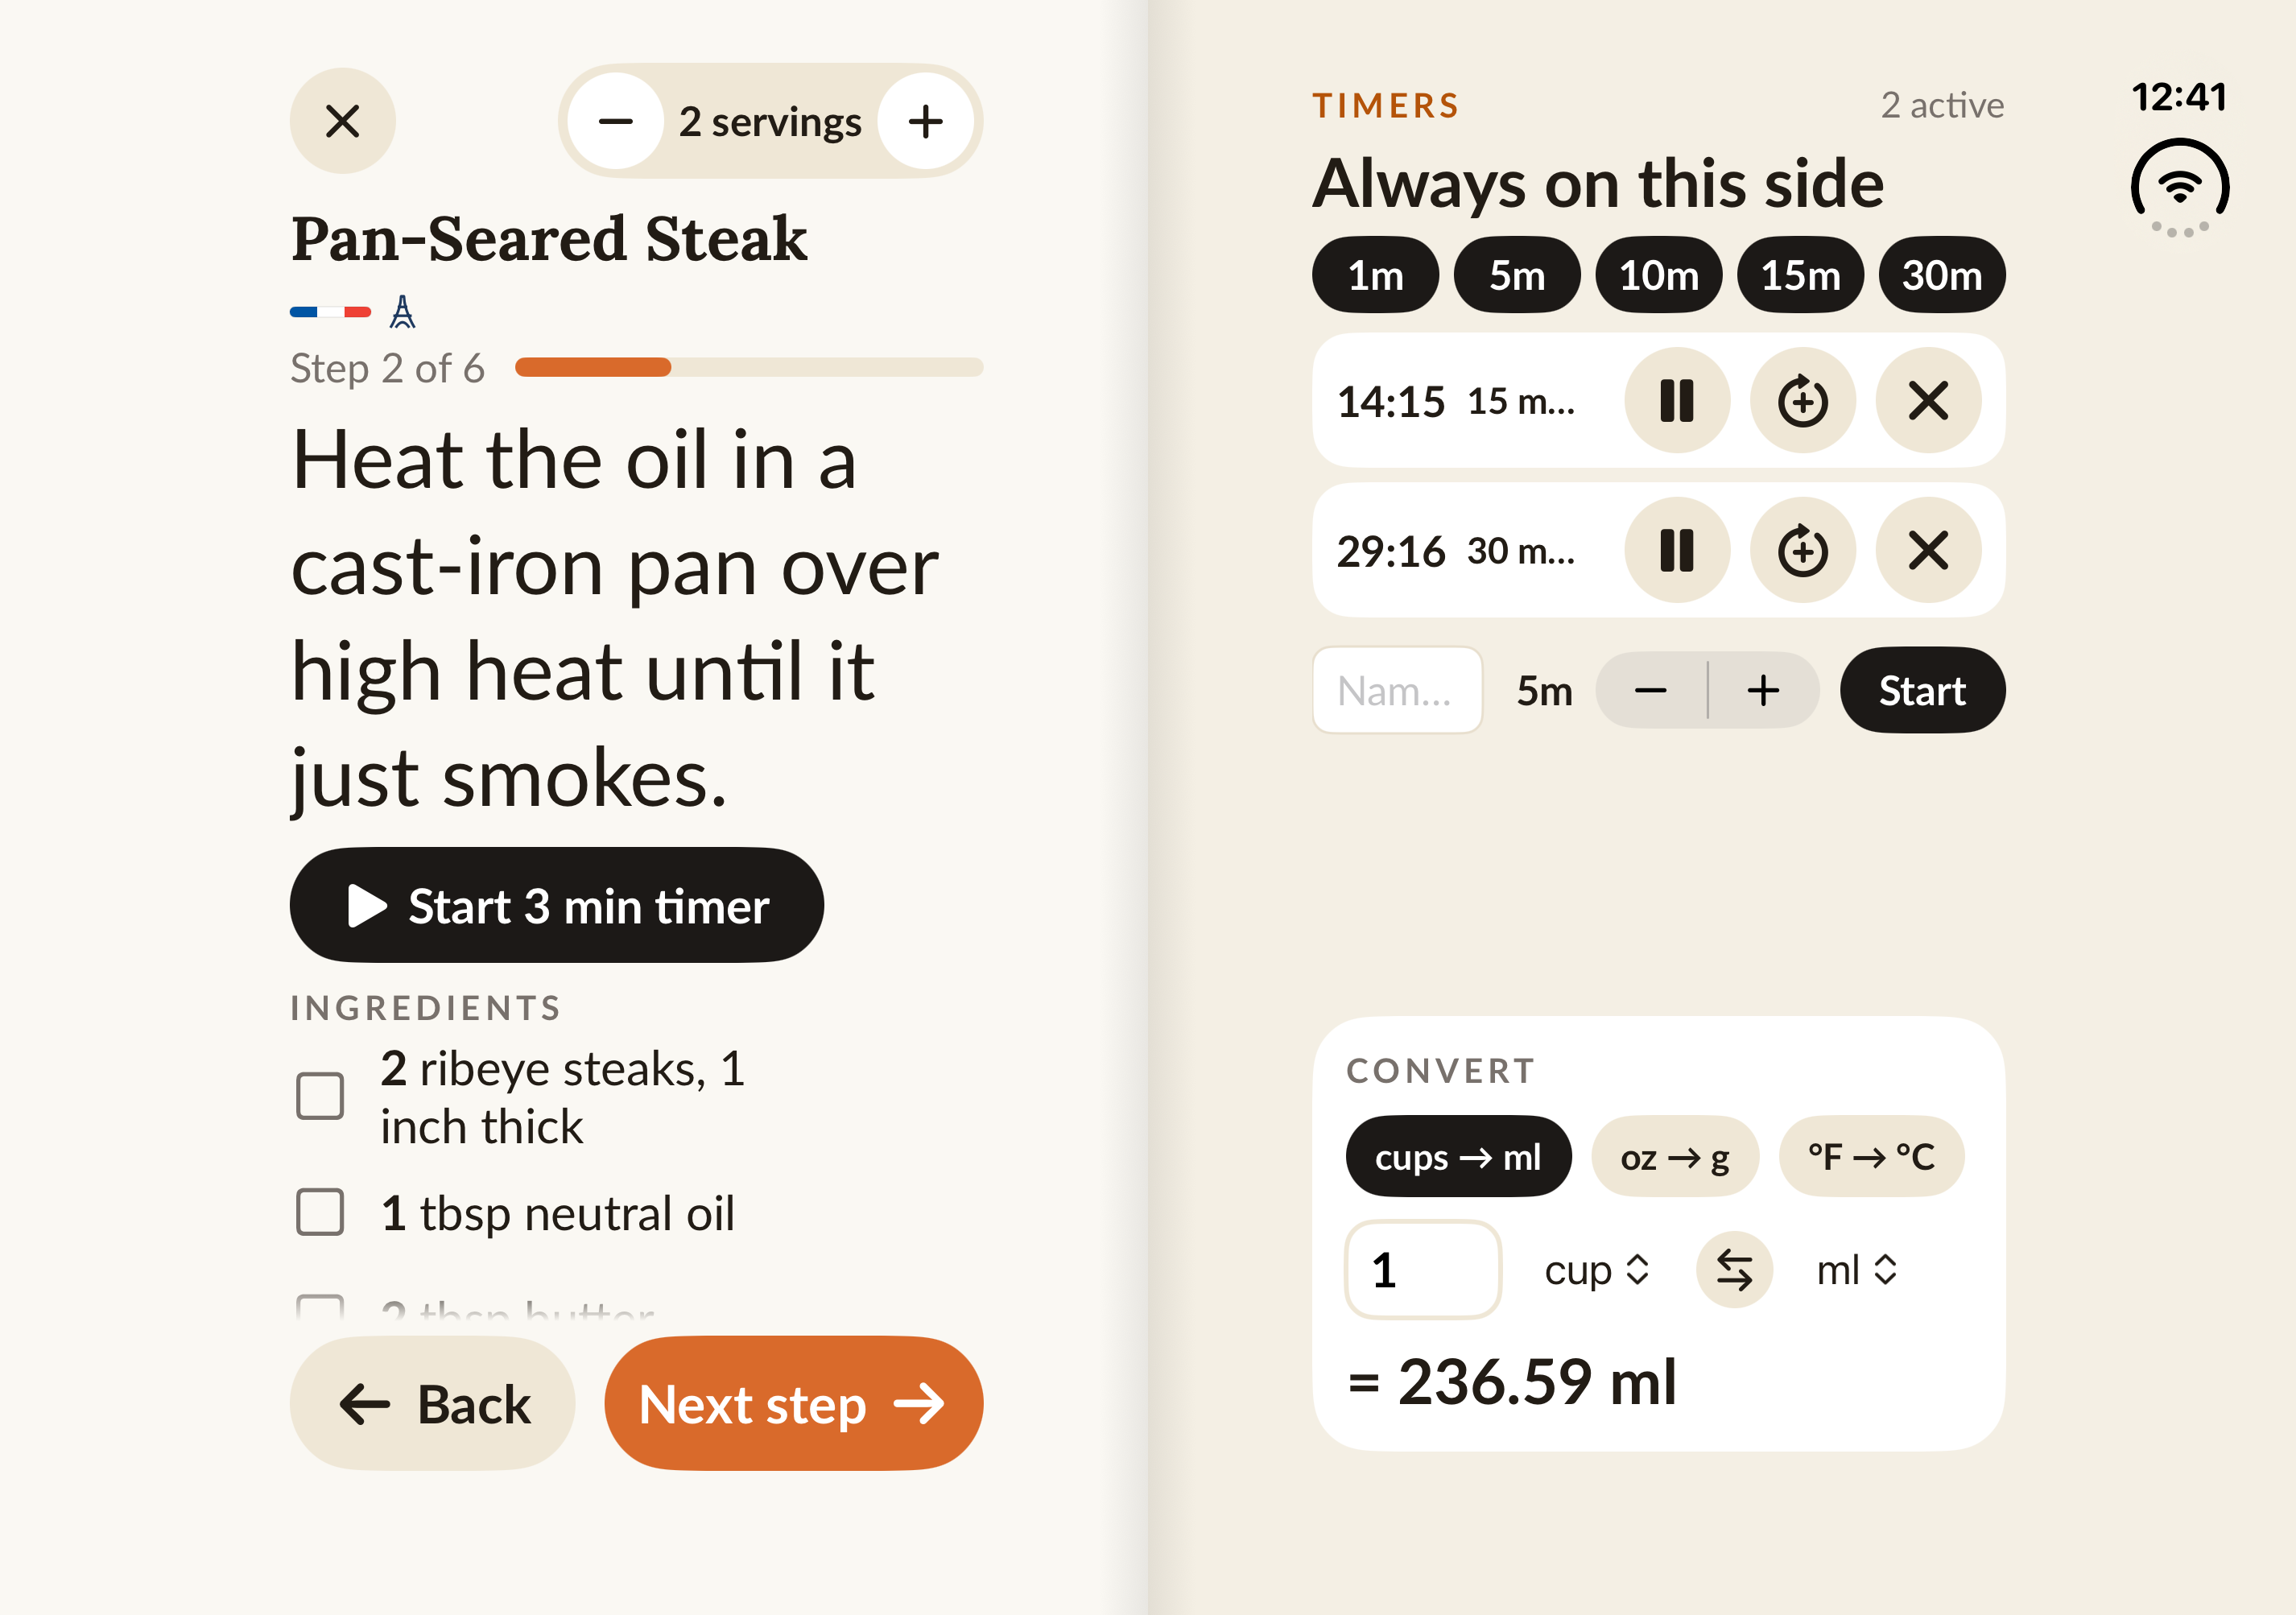 2 servings
Pan-Seared Steak
Step 2 of 6
Heat the oil in a
cast-iron pan over
high heat until it
just smokes.
Start 3 min timer
INGREDIENTS
2 ribeye steaks, 1
inch thick
1 tbsp neutral oil
2 tbsp butter
Back
Next step
TIMERS
2 active
12:41
Always on this side
1m 5m 10m 15m 30m
14:15 15 m...
29:16 30 m...
Nam... 5m Start
CONVERT
cups → ml oz → g °F → °C
1 cup ml
= 236.59 ml